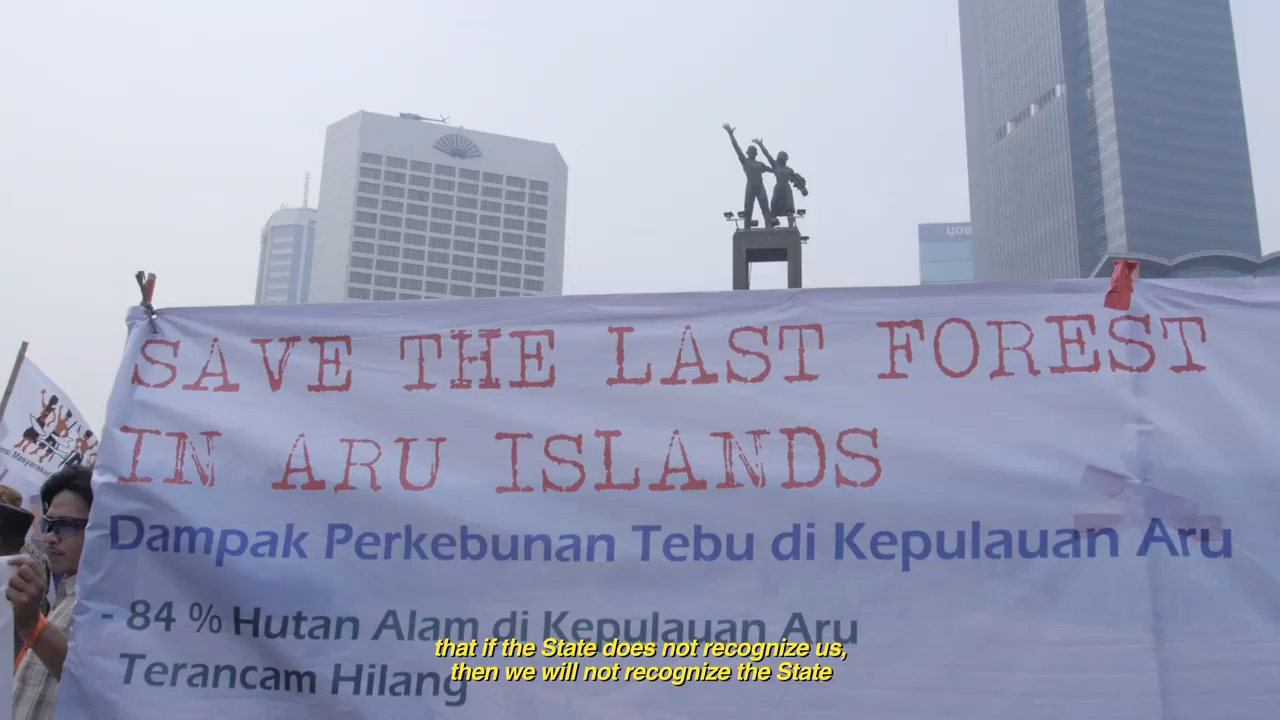 UOB
SAVE THE LAST FOREST
IN ARU ISLANDS
Dampak Perkebunan Tebu di Kepulauan Aru
- 84 % Hutan Alam di Kepulauan Aru
Terancam Hilang
that if the State does not recognize us,
then we will not recognize the State